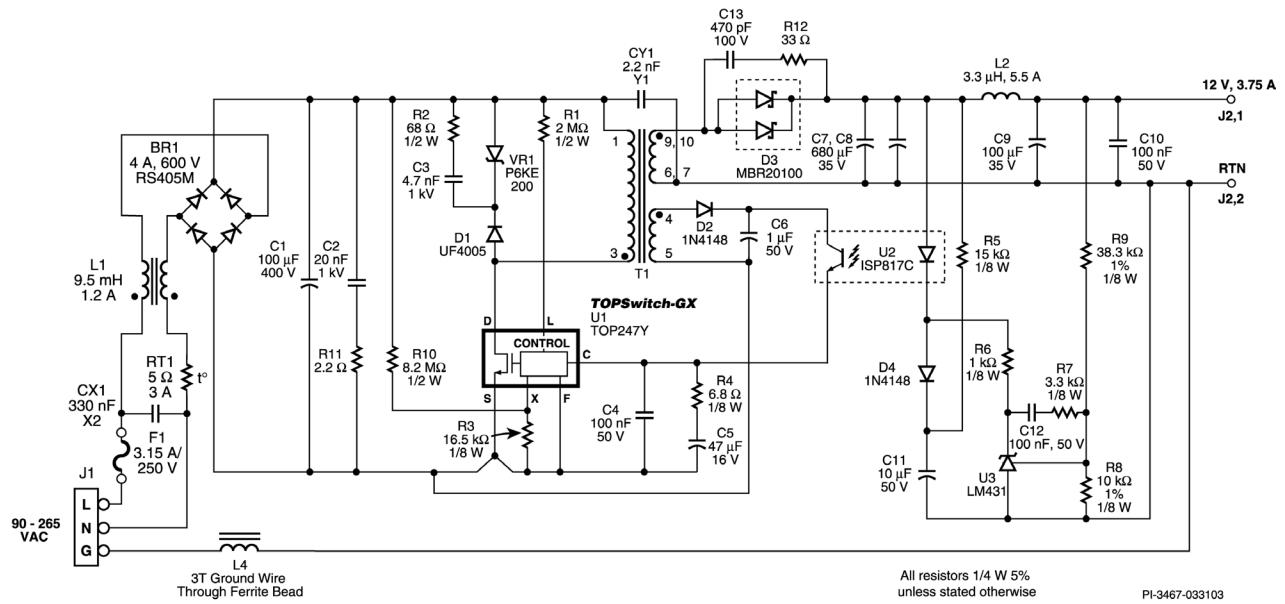 C13
470 pF
100 V
R12
33 Ω
CY1
2.2 nF
Y1
L2
3.3 μH, 5.5 A
12 V, 3.75 A
J2,1
BR1
4 A, 600 V
RS405M
R2
68 Ω
1/2 W
C3
4.7 nF
1 kV
VR1
P6KE
200
R1
2 MΩ
1/2 W
1
9, 10
D3
MBR20100
C7, C8
680 μF
35 V
C9
100 μF
35 V
C10
100 nF
50 V
6, 7
RTN
J2,2
D1
UF4005
4
D2
1N4148
C6
1 μF
50 V
3
5
T1
U2
ISP817C
R5
15 kΩ
1/8 W
R9
38.3 kΩ
1%
1/8 W
L1
9.5 mH
1.2 A
C1
100 μF
400 V
C2
20 nF
1 kV
TOPSwitch-GX
U1
TOP247Y
D
L
CONTROL
C
S
X
F
RT1
5 Ω
3 A
t°
R11
2.2 Ω
R10
8.2 MΩ
1/2 W
CX1
330 nF
X2
F1
3.15 A/
250 V
R3
16.5 kΩ
1/8 W
C4
100 nF
50 V
R4
6.8 Ω
1/8 W
C5
47 μF
16 V
D4
1N4148
R6
1 kΩ
1/8 W
R7
3.3 kΩ
1/8 W
C12
100 nF, 50 V
C11
10 μF
50 V
U3
LM431
R8
10 kΩ
1%
1/8 W
J1
L
N
G
90 - 265
VAC
L4
3T Ground Wire
Through Ferrite Bead
All resistors 1/4 W 5%
unless stated otherwise
PI-3467-033103